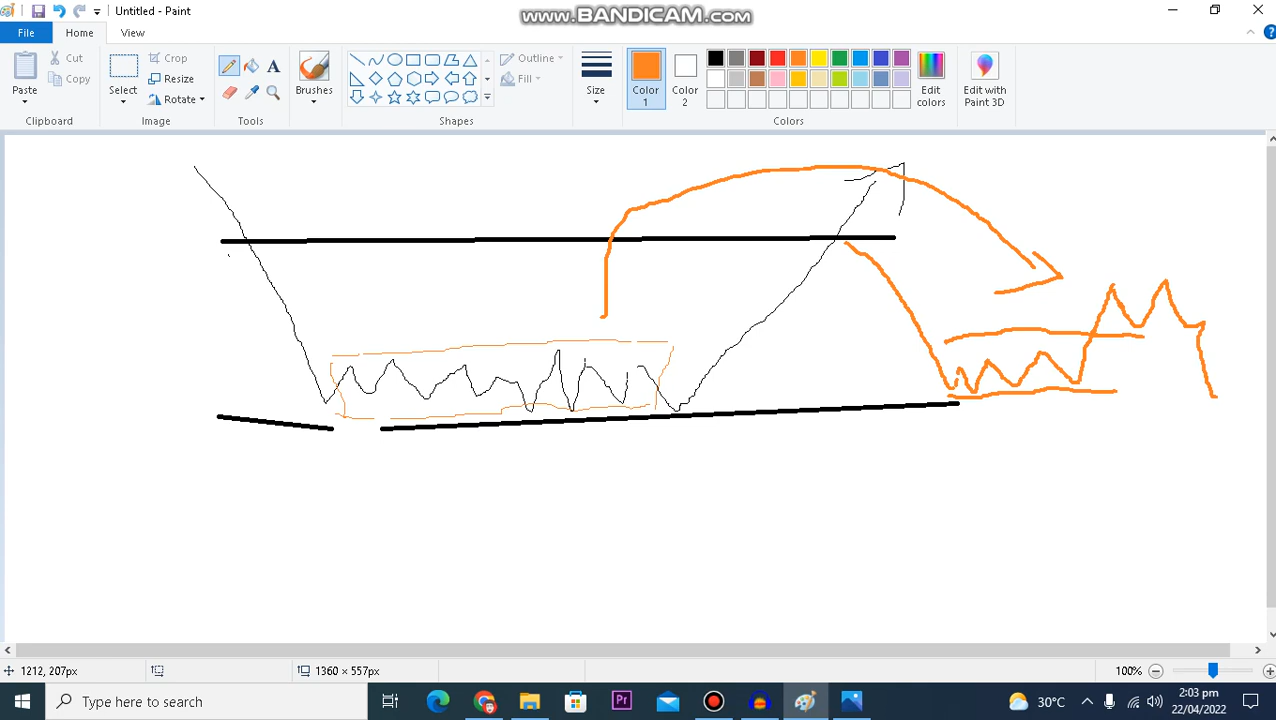 www.BANDICAM.com
Untitled - Paint
File
Home
View
Paste
Cut
Copy
Clipboard
Select
Crop
Resize
Rotate
Image
A
Tools
Brushes
Shapes
Outline
Fill
Size
Color 1
Color 2
Edit colors
Colors
Edit with Paint 3D
1212, 207px
1360 × 557px
100%
Type here to search
Pr
30°C
2:03 pm
22/04/2022